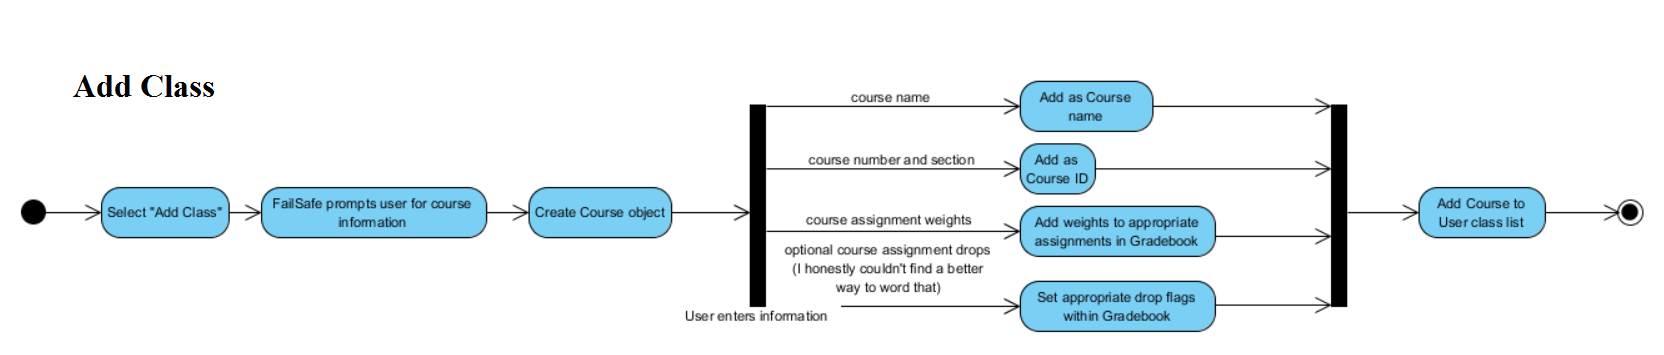 Add Class
Select "Add Class"
FailSafe prompts user for course
information
Create Course object
User enters information
course name
Add as Course
name
course number and section
Add as
Course ID
course assignment weights
Add weights to appropriate
assignments in Gradebook
optional course assignment drops
(I honestly couldn't find a better
way to word that)
Set appropriate drop flags
within Gradebook
Add Course to
User class list